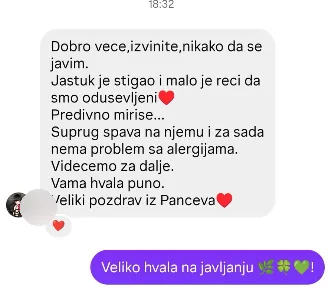 18:32
Dobro vece,izvinite,nikako da se
javim.
Jastuk je stigao i malo je reci da
smo odusevljeni❤️
Predivno mirise...
Suprug spava na njemu i za sada
nema problem sa alergijama.
Videcemo za dalje.
Vama hvala puno.
Veliki pozdrav iz Panceva❤️
Veliko hvala na javljanju 🌿🍀💚!